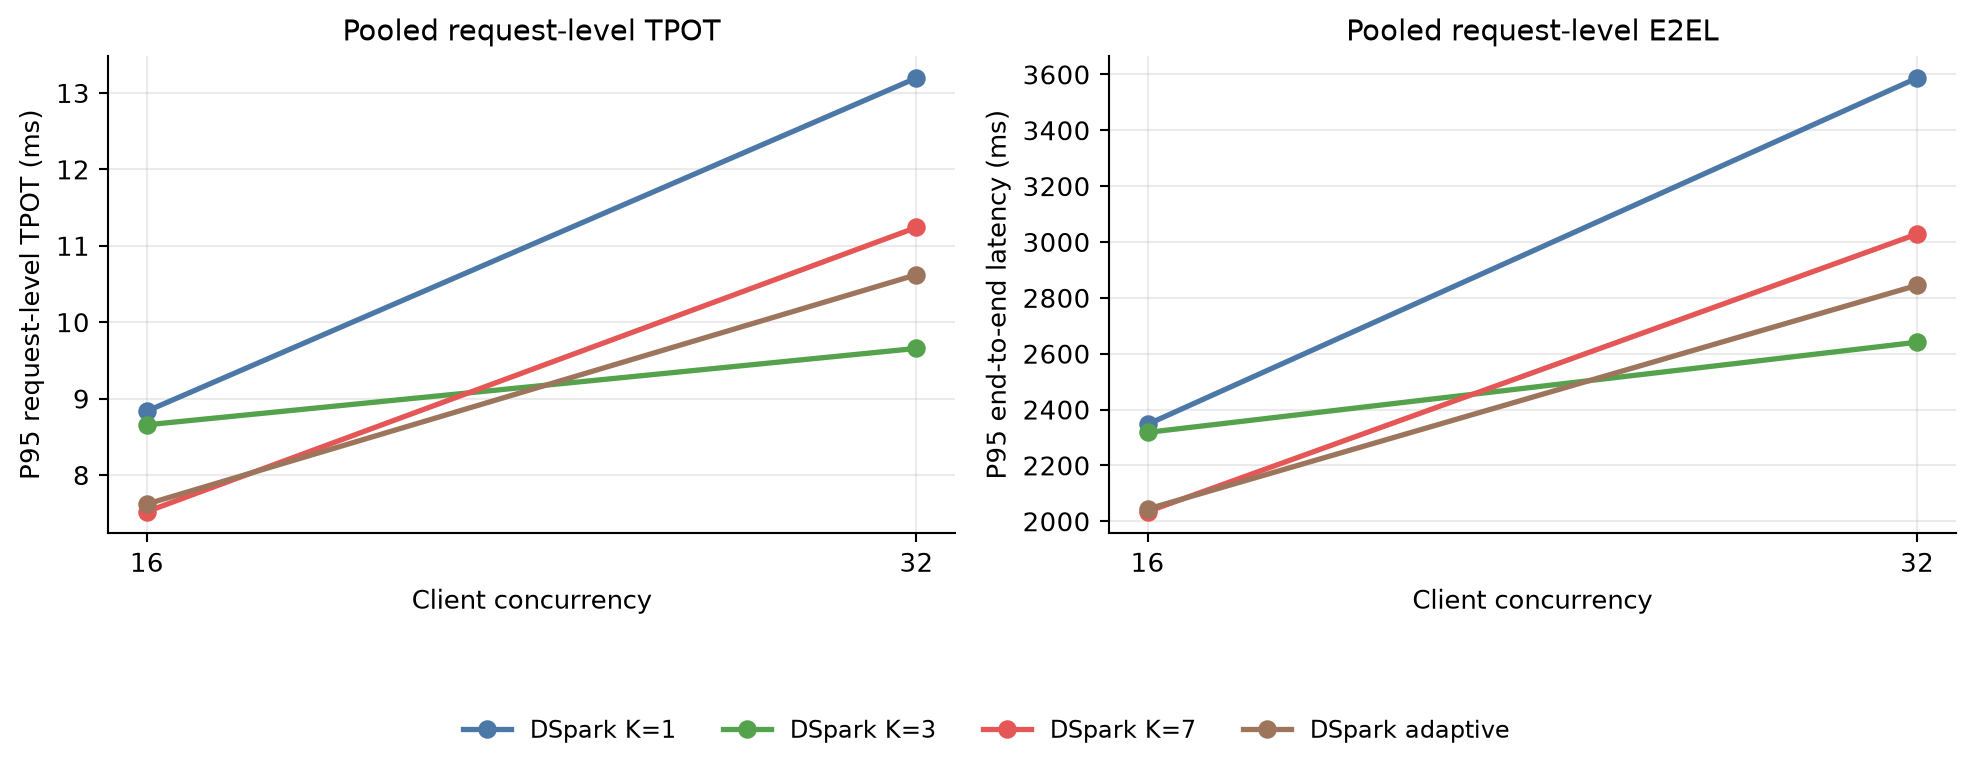 Pooled request-level TPOT
P95 request-level TPOT (ms)
13
12
11
10
9
8
16
32
Client concurrency
Pooled request-level E2EL
P95 end-to-end latency (ms)
3600
3400
3200
3000
2800
2600
2400
2200
2000
16
32
Client concurrency
DSpark K=1
DSpark K=3
DSpark K=7
DSpark adaptive